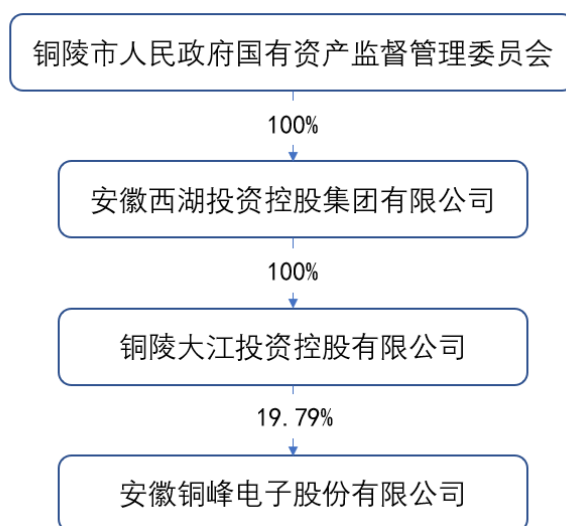 铜陵市人民政府国有资产监督管理委员会
100%
安徽西湖投资控股集团有限公司
100%
铜陵大江投资控股有限公司
19.79%
安徽铜峰电子股份有限公司